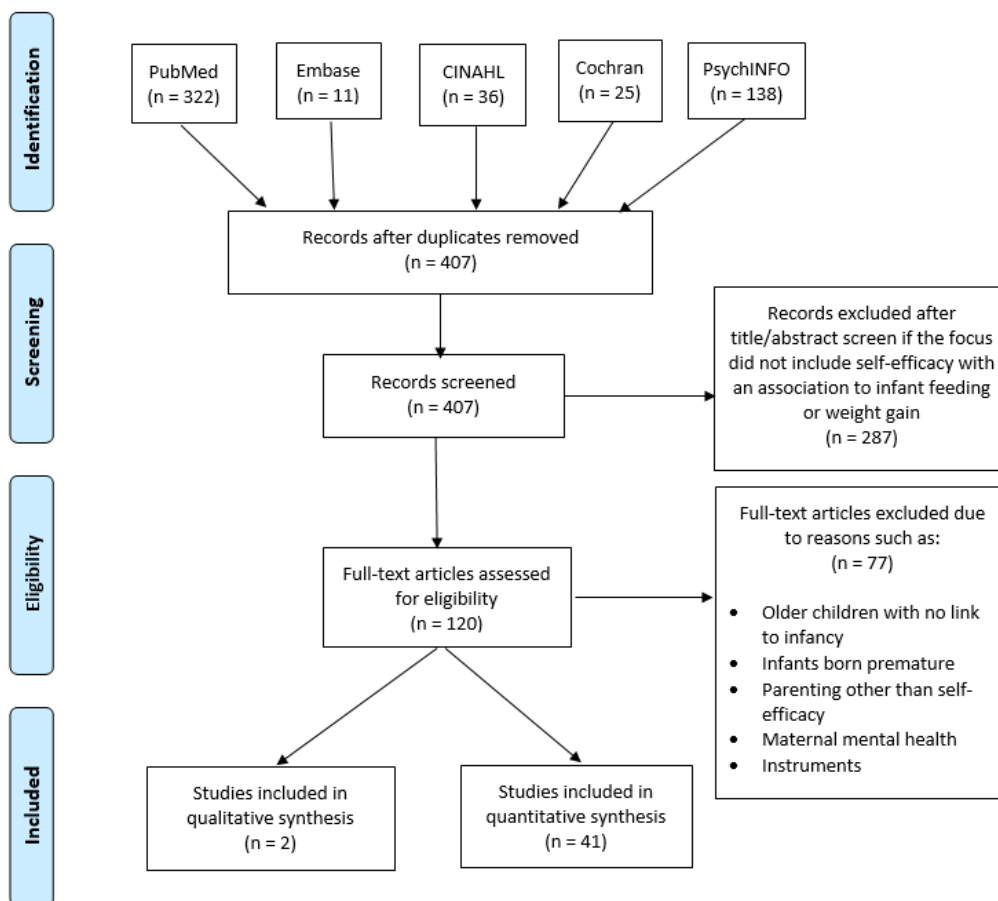 Identification
PubMed
(n = 322)
Embase
(n = 11)
CINAHL
(n = 36)
Cochran
(n = 25)
PsychINFO
(n = 138)
Records after duplicates removed
(n = 407)
Screening
Records screened
(n = 407)
Records excluded after
title/abstract screen if the focus
did not include self-efficacy with
an association to infant feeding
or weight gain
(n = 287)
Eligibility
Full-text articles assessed
for eligibility
(n = 120)
Full-text articles excluded due
to reasons such as:
(n = 77)
• Older children with no link
to infancy
• Infants born premature
• Parenting other than self-
efficacy
• Maternal mental health
• Instruments
Included
Studies included in
qualitative synthesis
(n = 2)
Studies included in
quantitative synthesis
(n = 41)